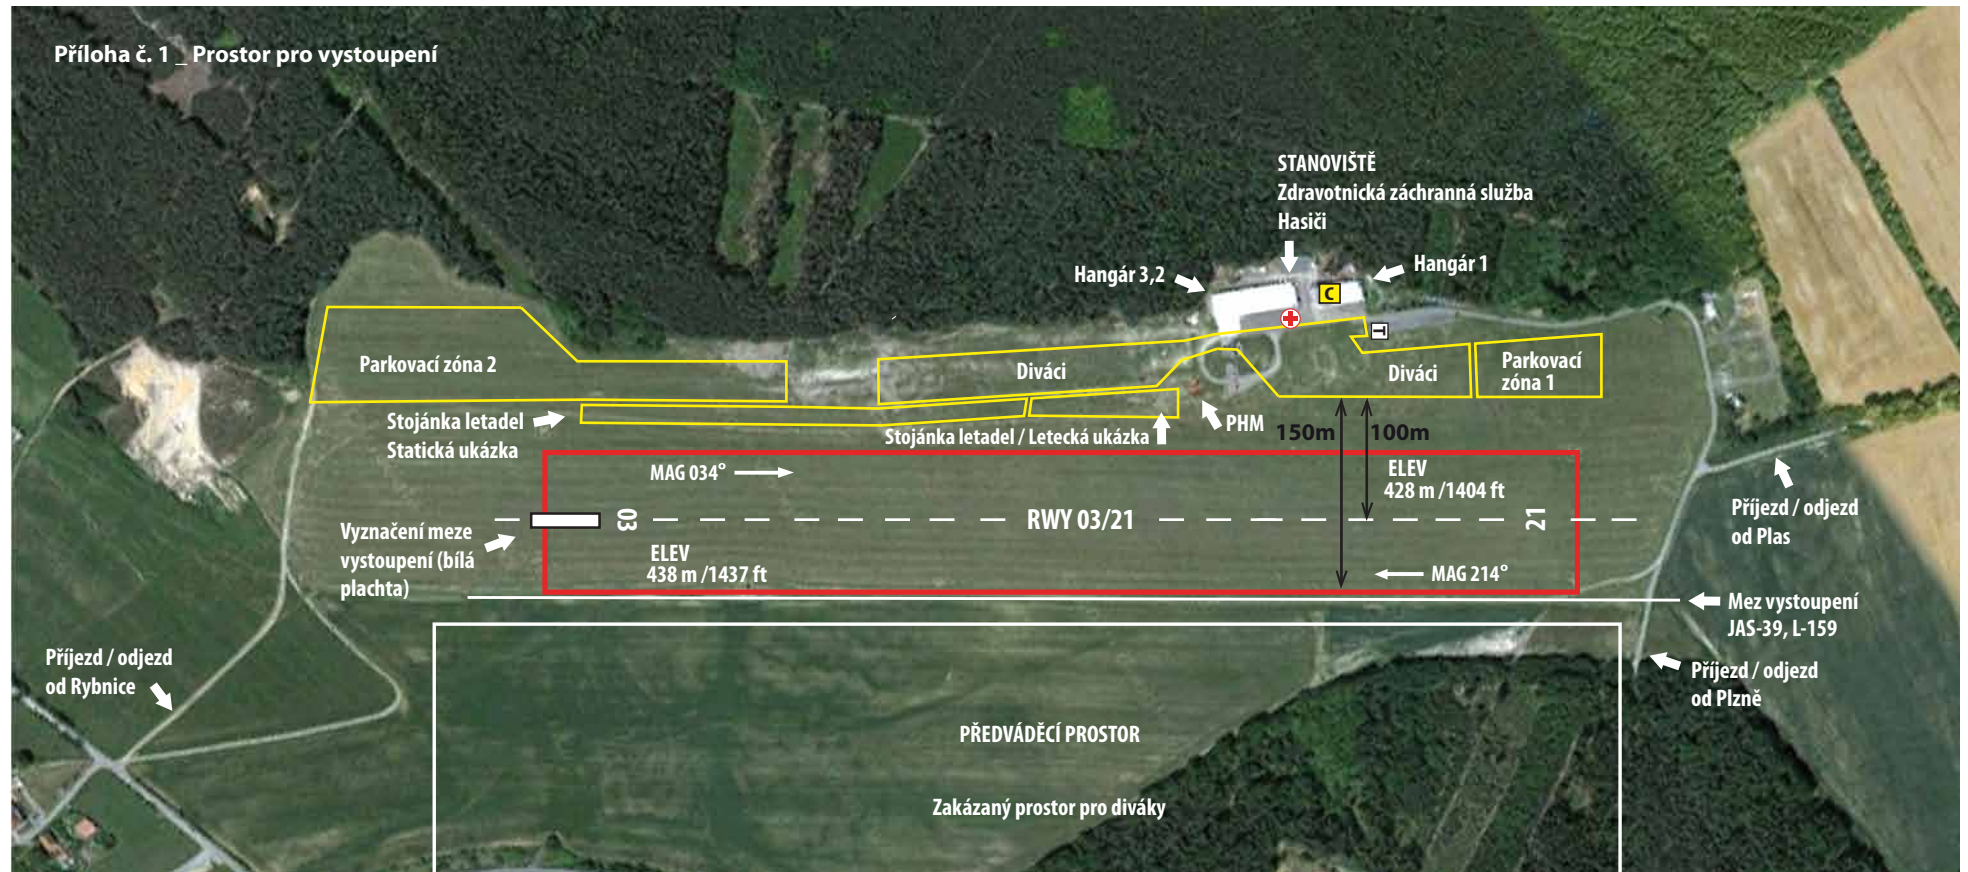 Příloha č. 1 _ Prostor pro vystoupení
STANOVIŠTĚ
Zdravotnická záchranná služba
Hasiči
Hangár 3,2
Hangár 1
C
T
Parkovací zóna 2
Diváci
Diváci
Parkovací
zóna 1
Stojánka letadel
Statická ukázka
Stojánka letadel / Letecká ukázka
PHM
150m
100m
MAG 034°
ELEV
428 m /1404 ft
Vyznačení meze
vystoupení (bílá
plachta)
03
RWY 03/21
21
Příjezd / odjezd
od Plas
ELEV
438 m /1437 ft
MAG 214°
Mez vystoupení
JAS-39, L-159
Příjezd / odjezd
od Rybnice
Příjezd / odjezd
od Plzně
PŘEDVÁDĚCÍ PROSTOR
Zakázaný prostor pro diváky